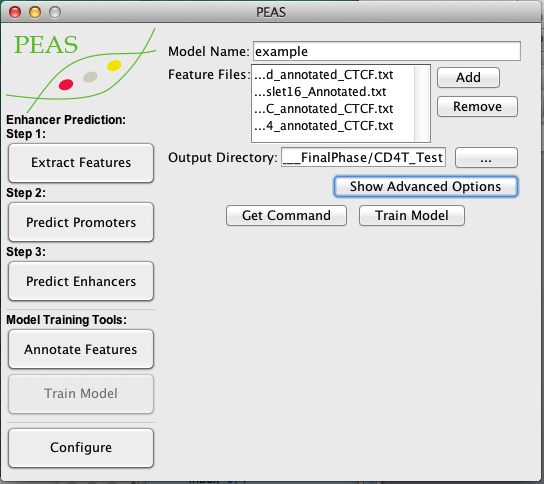 PEAS
PEAS
Model Name: example
Feature Files: ...d_annotated_CTCF.txt
...slet16_Annotated.txt
...C_annotated_CTCF.txt
...4_annotated_CTCF.txt
Add
Remove
Output Directory: ___FinalPhase/CD4T_Test
...
Show Advanced Options
Get Command
Train Model
Enhancer Prediction:
Step 1:
Extract Features
Step 2:
Predict Promoters
Step 3:
Predict Enhancers
Model Training Tools:
Annotate Features
Train Model
Configure